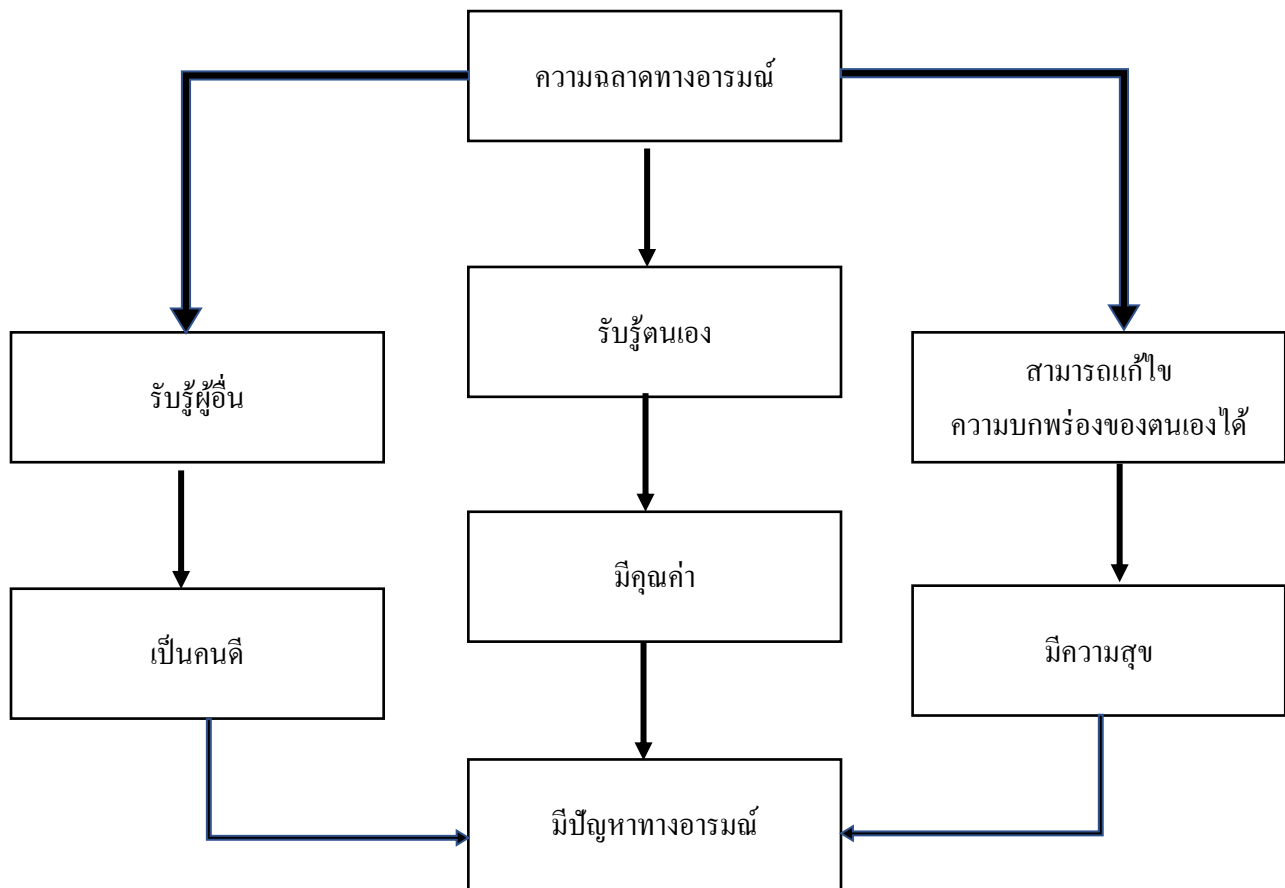 ความฉลาดทางอารมณ์
รับรู้ตนเอง
รับรู้ผู้อื่น
สามารถแก้ไข
ความบกพร่องของตนเองได้
มีคุณค่า
เป็นคนดี
มีความสุข
มีปัญหาทางอารมณ์